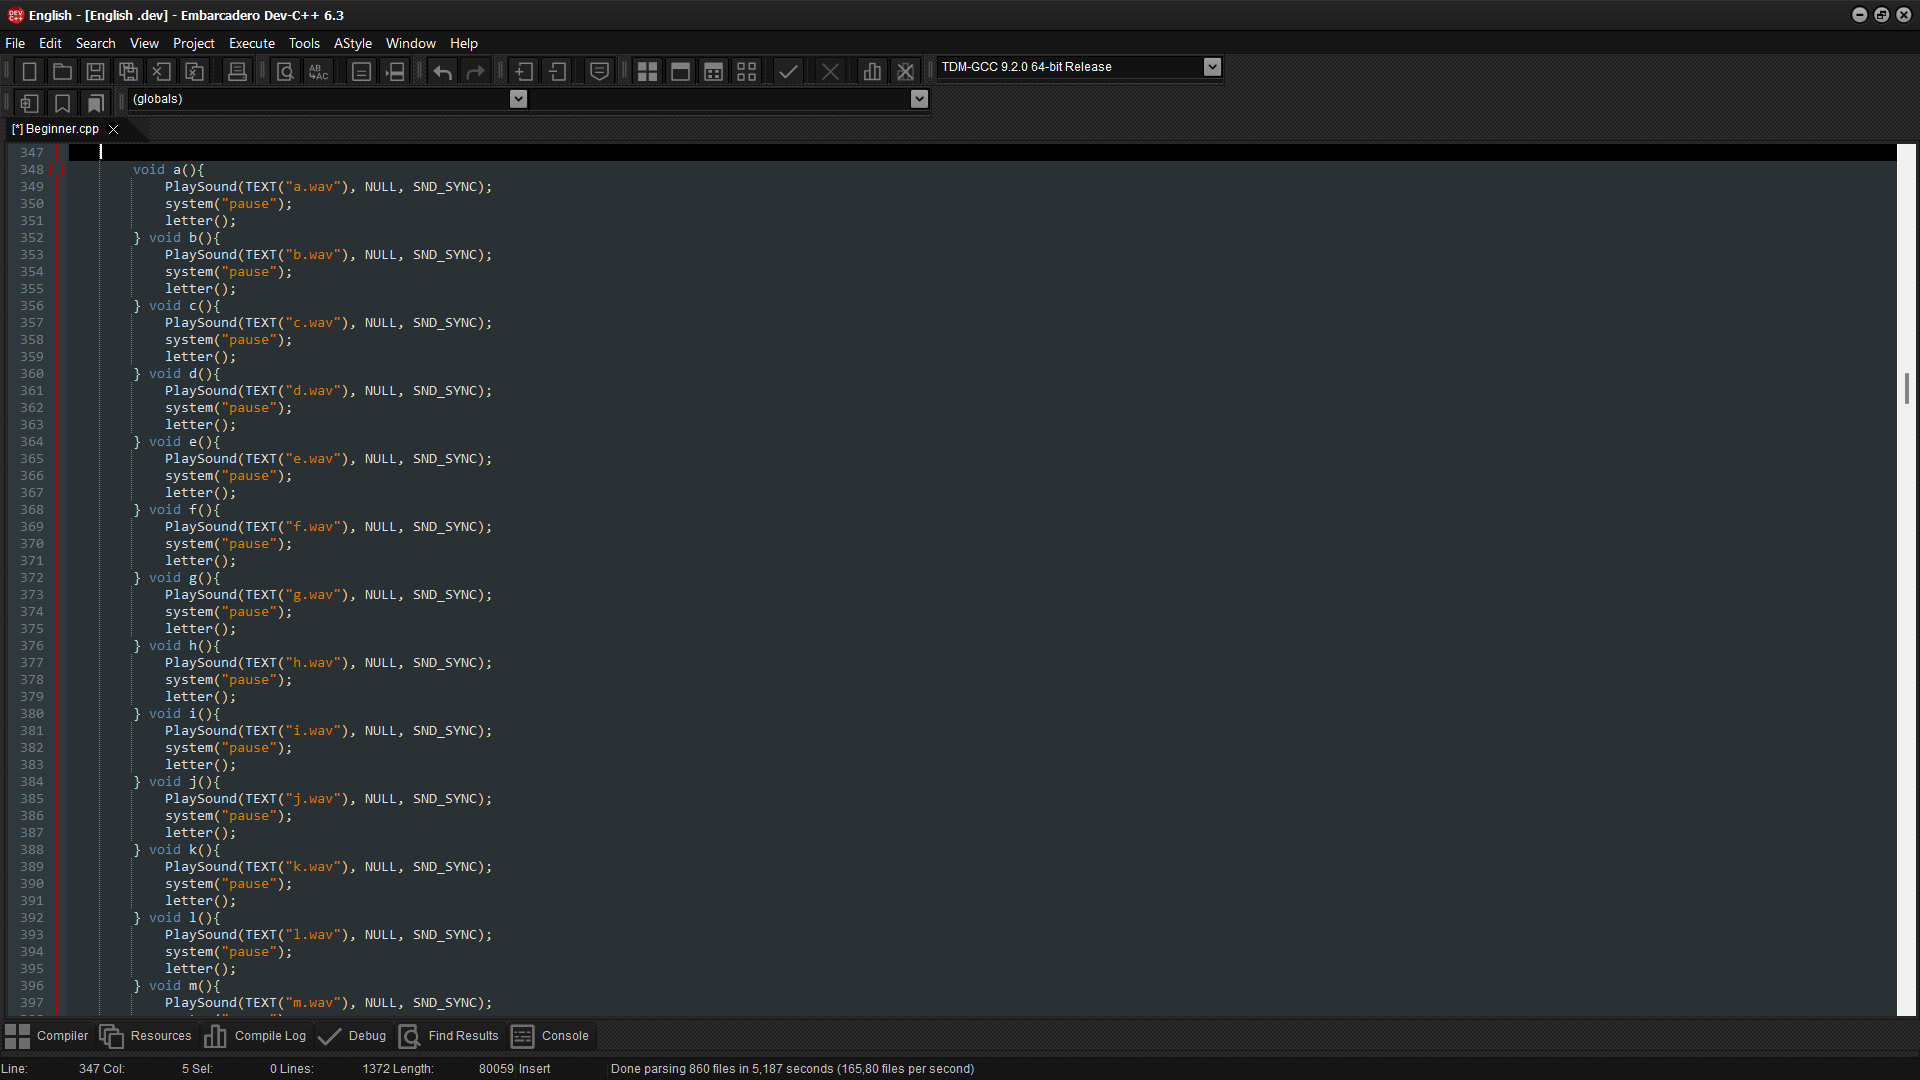 English - [English .dev] - Embarcadero Dev-C++ 6.3
File Edit Search View Project Execute Tools AStyle Window Help
TDM-GCC 9.2.0 64-bit Release
(globals)
[*] Beginner.cpp
347
348 void a(){
349 PlaySound(TEXT("a.wav"), NULL, SND_SYNC);
350 system("pause");
351 letter();
352 } void b(){
353 PlaySound(TEXT("b.wav"), NULL, SND_SYNC);
354 system("pause");
355 letter();
356 } void c(){
357 PlaySound(TEXT("c.wav"), NULL, SND_SYNC);
358 system("pause");
359 letter();
360 } void d(){
361 PlaySound(TEXT("d.wav"), NULL, SND_SYNC);
362 system("pause");
363 letter();
364 } void e(){
365 PlaySound(TEXT("e.wav"), NULL, SND_SYNC);
366 system("pause");
367 letter();
368 } void f(){
369 PlaySound(TEXT("f.wav"), NULL, SND_SYNC);
370 system("pause");
371 letter();
372 } void g(){
373 PlaySound(TEXT("g.wav"), NULL, SND_SYNC);
374 system("pause");
375 letter();
376 } void h(){
377 PlaySound(TEXT("h.wav"), NULL, SND_SYNC);
378 system("pause");
379 letter();
380 } void i(){
381 PlaySound(TEXT("i.wav"), NULL, SND_SYNC);
382 system("pause");
383 letter();
384 } void j(){
385 PlaySound(TEXT("j.wav"), NULL, SND_SYNC);
386 system("pause");
387 letter();
388 } void k(){
389 PlaySound(TEXT("k.wav"), NULL, SND_SYNC);
390 system("pause");
391 letter();
392 } void l(){
393 PlaySound(TEXT("l.wav"), NULL, SND_SYNC);
394 system("pause");
395 letter();
396 } void m(){
397 PlaySound(TEXT("m.wav"), NULL, SND_SYNC);
Compiler Resources Compile Log Debug Find Results Console
Line: 347 Col: 5 Sel: 0 Lines: 1372 Length: 80059 Insert Done parsing 860 files in 5,187 seconds (165,80 files per second)